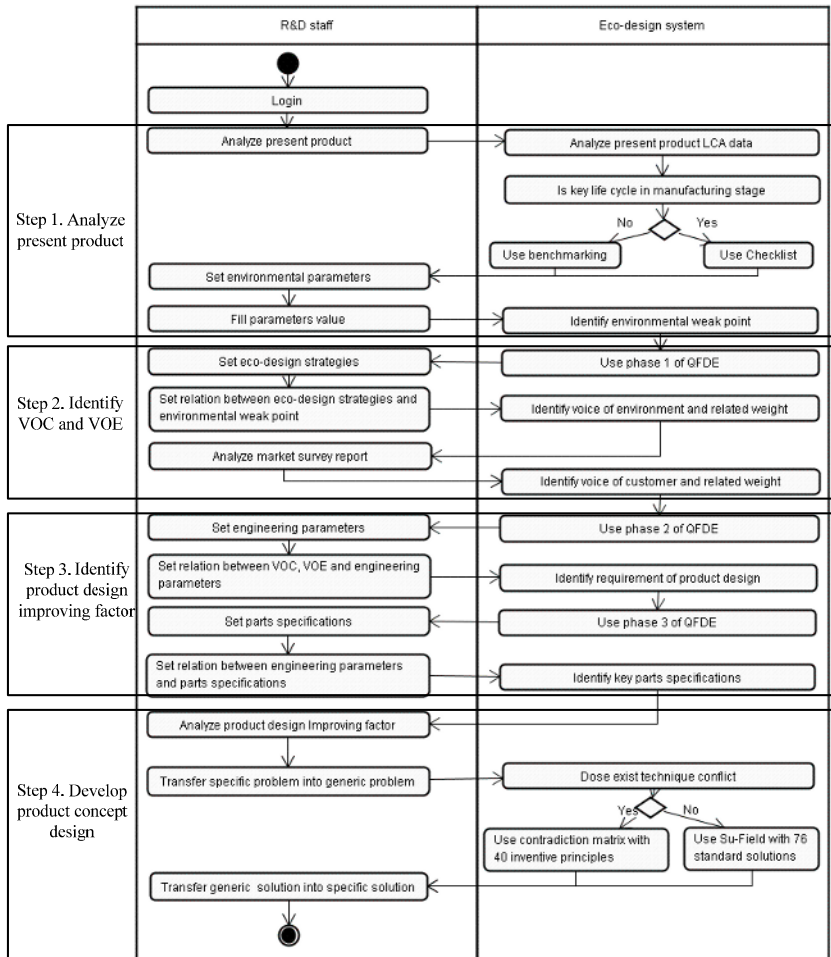 R&D staff
Eco-design system
Login
Step 1. Analyze
present product
Analyze present product
Analyze present product LCA data
Is key life cycle in manufacturing stage
No
Yes
Use benchmarking
Use Checklist
Set environmental parameters
Fill parameters value
Identify environmental weak point
Step 2. Identify
VOC and VOE
Set eco-design strategies
Use phase 1 of QFDE
Set relation between eco-design strategies and
environmental weak point
Identify voice of environment and related weight
Analyze market survey report
Identify voice of customer and related weight
Step 3. Identify
product design
improving factor
Set engineering parameters
Use phase 2 of QFDE
Set relation between VOC, VOE and engineering
parameters
Identify requirement of product design
Set parts specifications
Use phase 3 of QFDE
Set relation between engineering parameters
and parts specifications
Identify key parts specifications
Step 4. Develop
product concept
design
Analyze product design Improving factor
Transfer specific problem into generic problem
Dose exist technique conflict
Yes
No
Use contradiction matrix with
40 inventive principles
Use Su-Field with 76
standard solutions
Transfer generic solution into specific solution